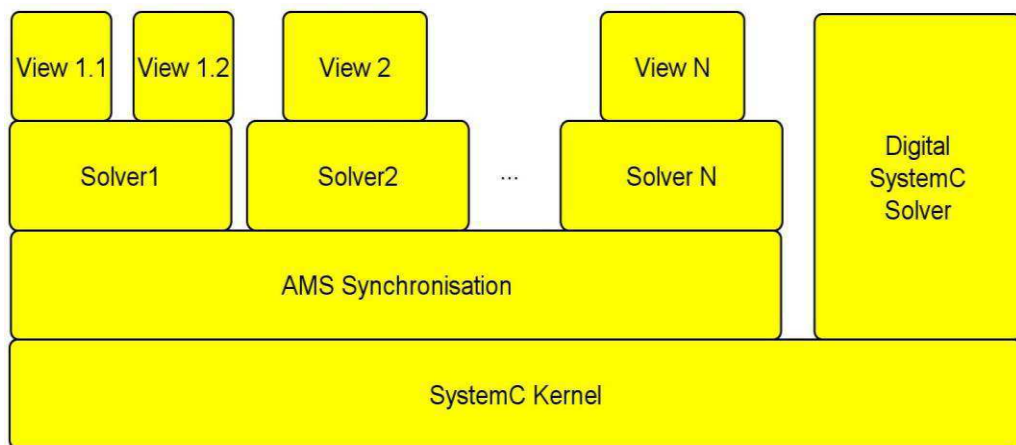 View 1.1
View 1.2
View 2
View N
Solver1
Solver2
...
Solver N
Digital
SystemC
Solver
AMS Synchronisation
SystemC Kernel